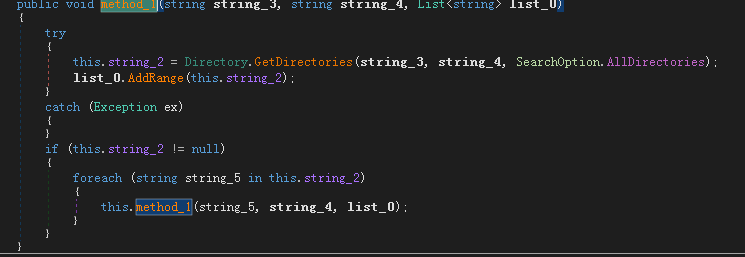 public void method_1(string string_3, string string_4, List<string> list_0)
{
try
{
this.string_2 = Directory.GetDirectories(string_3, string_4, SearchOption.AllDirectories);
list_0.AddRange(this.string_2);
}
catch (Exception ex)
{
}
if (this.string_2 != null)
{
foreach (string string_5 in this.string_2)
{
this.method_1(string_5, string_4, list_0);
}
}
}